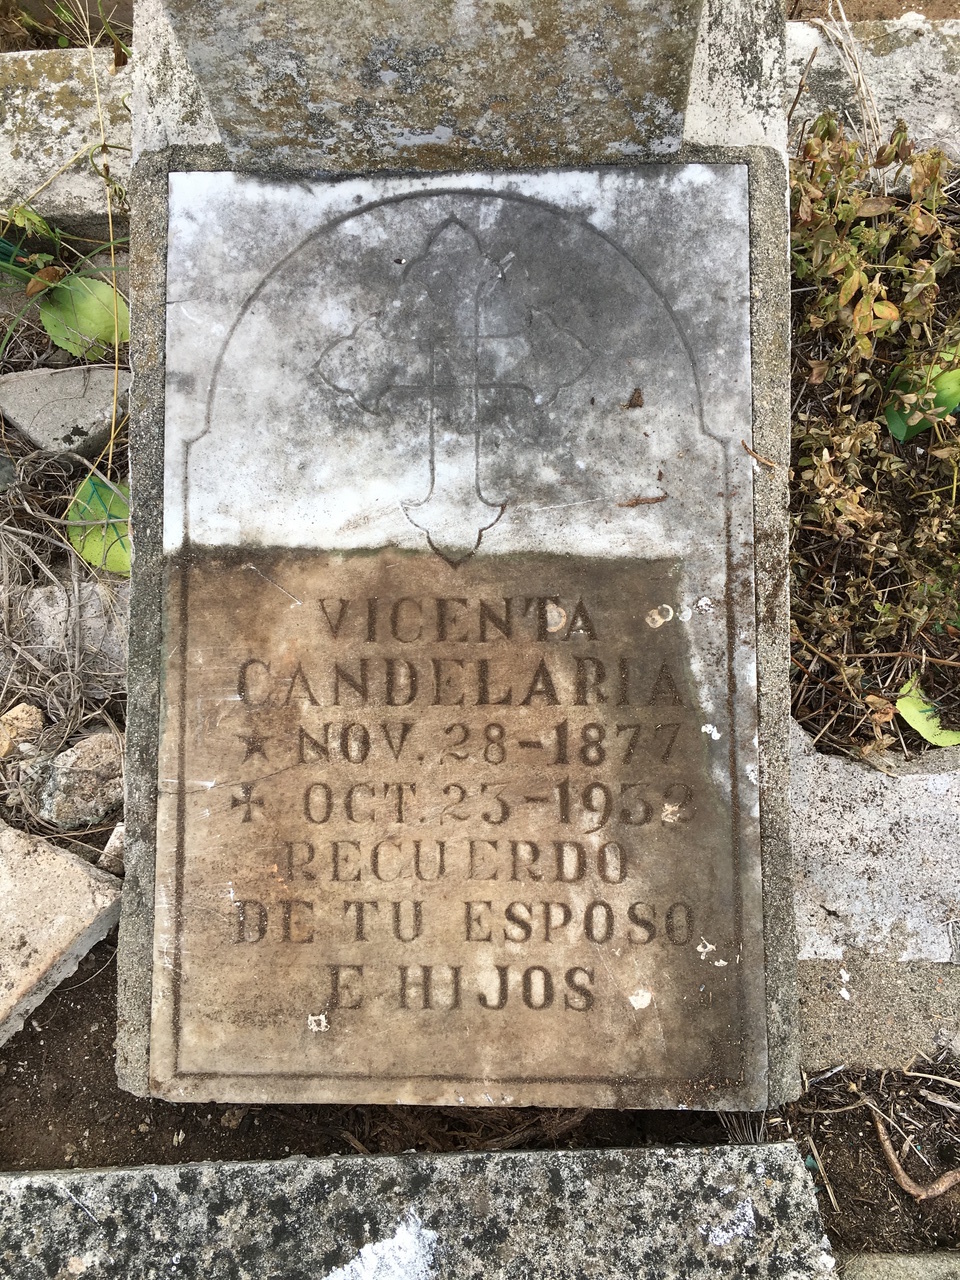 VICENTA
CANDELARIA
★ NOV. 28-1877
✝ OCT. 23-1932
RECUERDO
DE TU ESPOSO
E HIJOS